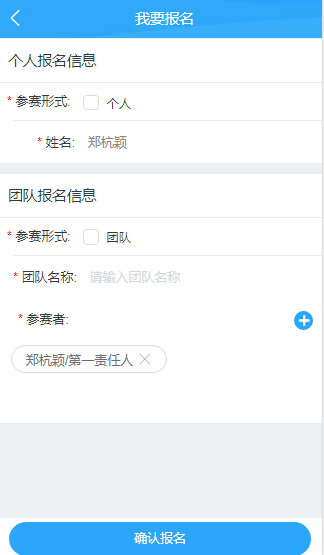 我要报名
个人报名信息
* 参赛形式: 个人
* 姓名: 郑杭颖
团队报名信息
* 参赛形式: 团队
* 团队名称: 请输入团队名称
* 参赛者:
郑杭颖/第一责任人
确认报名